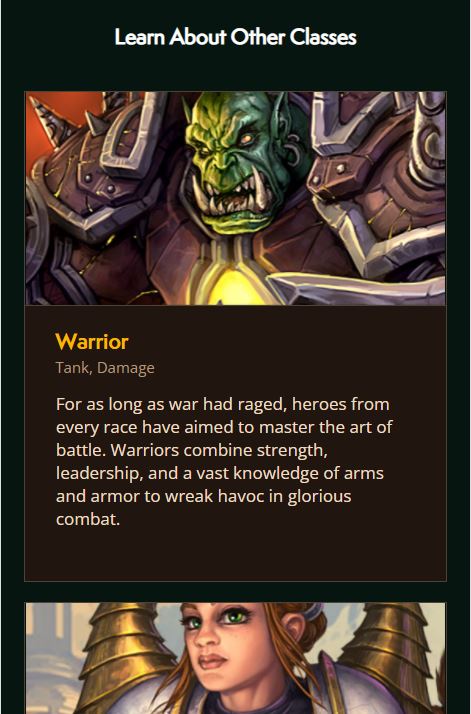 Learn About Other Classes
Warrior
Tank, Damage
For as long as war had raged, heroes from
every race have aimed to master the art of
battle. Warriors combine strength,
leadership, and a vast knowledge of arms
and armor to wreak havoc in glorious
combat.